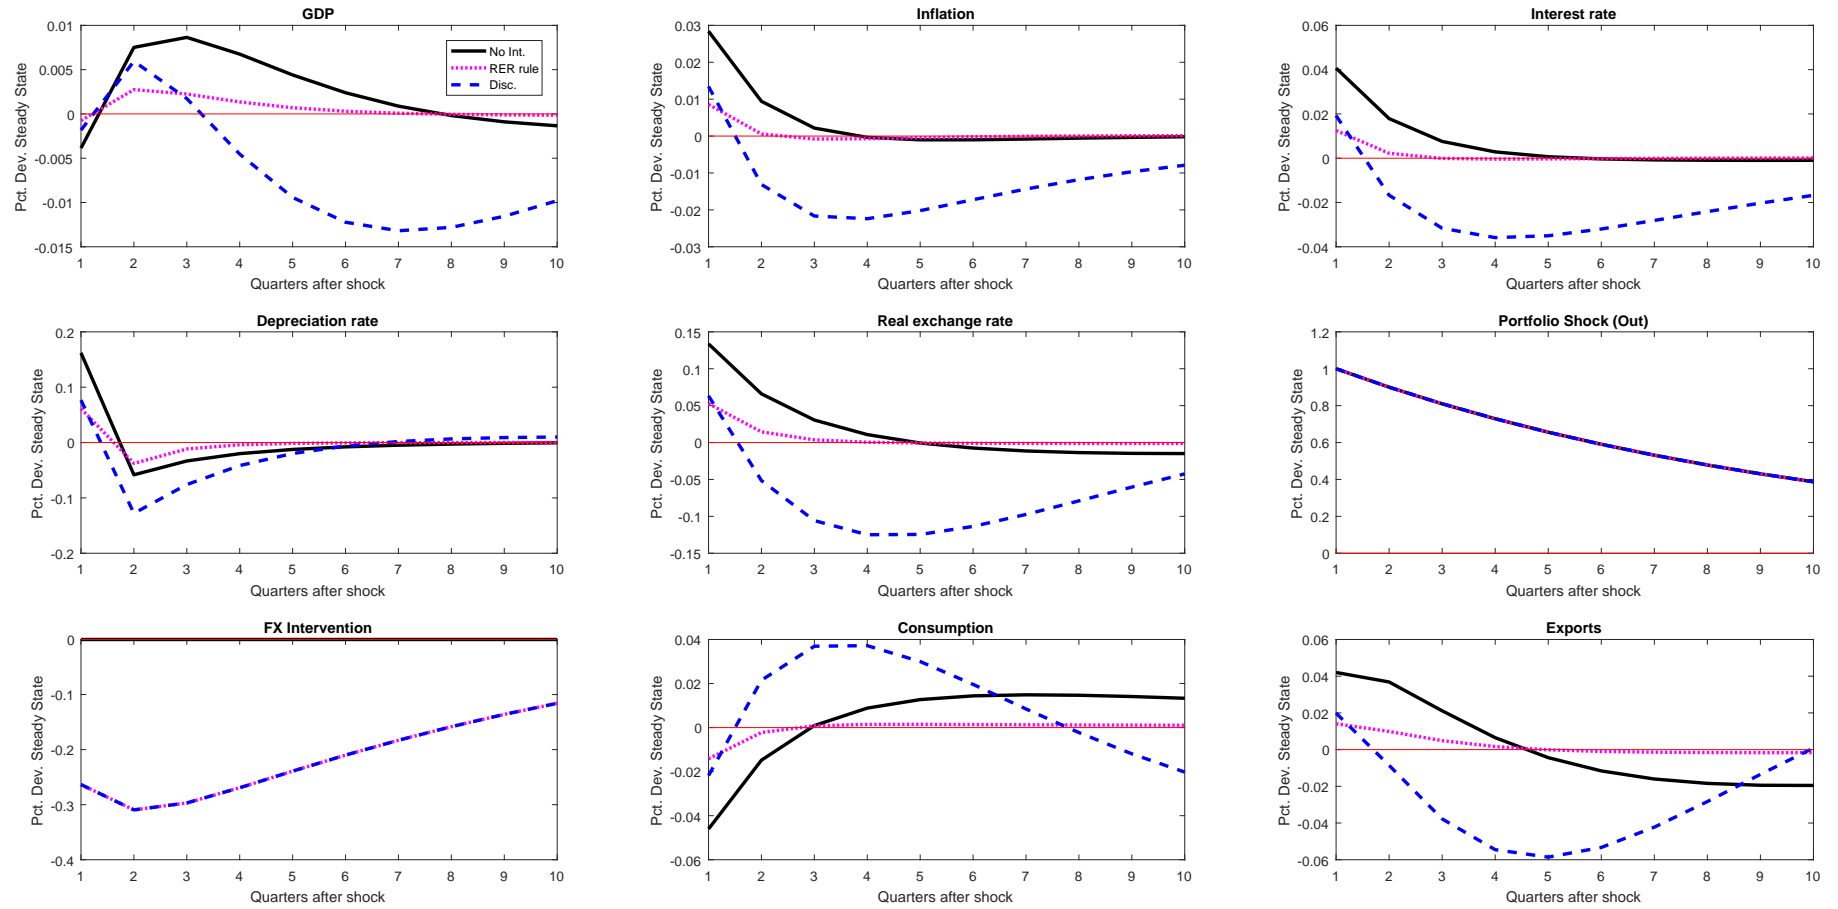 GDP
0.01
0.005
0
-0.005
-0.01
-0.015
Pct. Dev. Steady State
No Int.
RER rule
Disc.
1 2 3 4 5 6 7 8 9 10
Quarters after shock
Inflation
0.03
0.02
0.01
0
-0.01
-0.02
-0.03
Pct. Dev. Steady State
1 2 3 4 5 6 7 8 9 10
Quarters after shock
Interest rate
0.06
0.04
0.02
0
-0.02
-0.04
Pct. Dev. Steady State
1 2 3 4 5 6 7 8 9 10
Quarters after shock
Depreciation rate
0.2
0.1
0
-0.1
-0.2
Pct. Dev. Steady State
1 2 3 4 5 6 7 8 9 10
Quarters after shock
Real exchange rate
0.15
0.1
0.05
0
-0.05
-0.1
-0.15
Pct. Dev. Steady State
1 2 3 4 5 6 7 8 9 10
Quarters after shock
Portfolio Shock (Out)
1.2
1
0.8
0.6
0.4
0.2
0
Pct. Dev. Steady State
1 2 3 4 5 6 7 8 9 10
Quarters after shock
FX Intervention
0
-0.1
-0.2
-0.3
-0.4
Pct. Dev. Steady State
1 2 3 4 5 6 7 8 9 10
Quarters after shock
Consumption
0.04
0.02
0
-0.02
-0.04
-0.06
Pct. Dev. Steady State
1 2 3 4 5 6 7 8 9 10
Quarters after shock
Exports
0.06
0.04
0.02
0
-0.02
-0.04
-0.06
Pct. Dev. Steady State
1 2 3 4 5 6 7 8 9 10
Quarters after shock